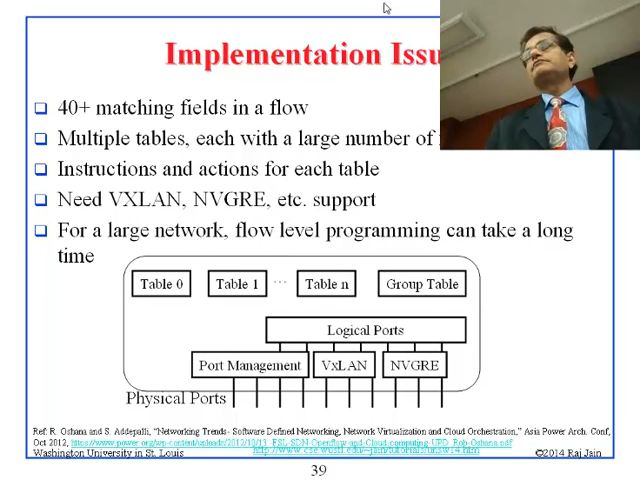 Implementation Issu
40+ matching fields in a flow
Multiple tables, each with a large number of
Instructions and actions for each table
Need VXLAN, NVGRE, etc. support
For a large network, flow level programming can take a long
time
Table 0 Table 1 ... Table n Group Table
Logical Ports
Port Management VxLAN NVGRE
Physical Ports
Ref: R. Oshana and S. Addepalli, "Networking Trends- Software Defined Networking, Network Virtualization and Cloud Orchestration," Asia Power Arch. Conf,
Oct 2012, https://www.power.org/wp-content/uploads/2012/10/13_FSL-SDN-Openflow-and-Cloud-computing-UPD_Rob-Oshana.pdf
http://www.cse.wustl.edu/~jain/tutorials/unsw14.htm
Washington University in St. Louis ©2014 Raj Jain
39